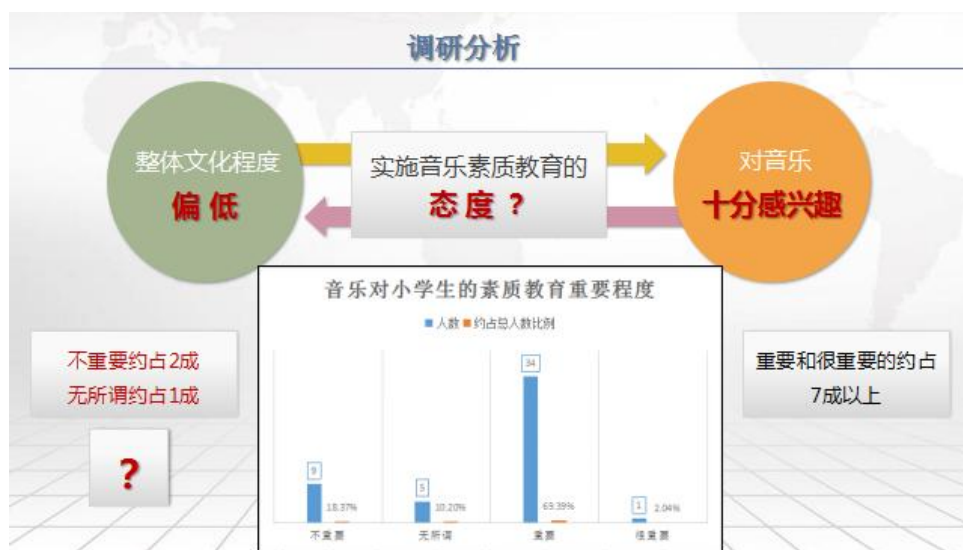 调研分析
整体文化程度
偏 低
实施音乐素质教育的
态 度 ？
对音乐
十分感兴趣
音乐对小学生的素质教育重要程度
人数 约占总人数比例
不重要约占2成
无所谓约占1成
？
重要和很重要的约占
7成以上
9 5 34 1
18.37% 10.20% 69.39% 2.04%
不重要 无所谓 重要 很重要